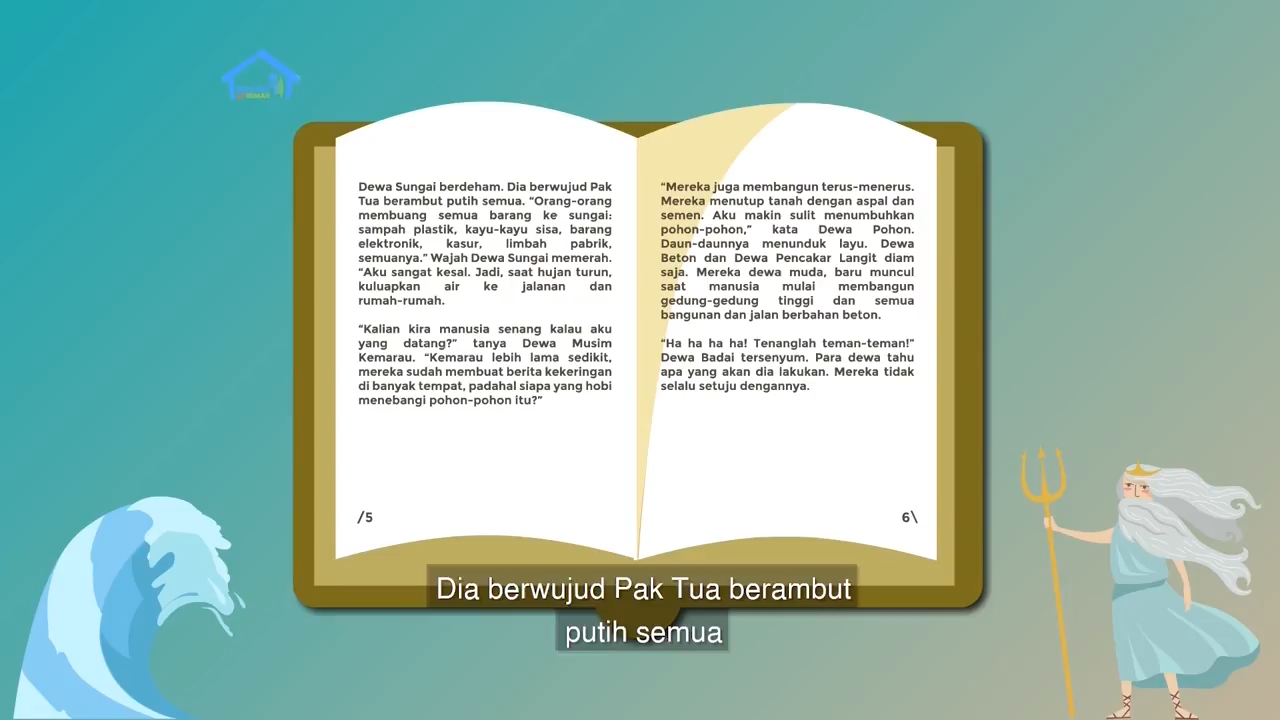 Dewa Sungai berdeham. Dia berwujud Pak
Tua berambut putih semua. “Orang-orang
membuang semua barang ke sungai:
sampah plastik, kayu-kayu sisa, barang
elektronik, kasur, limbah pabrik,
semuanya.” Wajah Dewa Sungai memerah.
“Aku sangat kesal. Jadi, saat hujan turun,
kuluapkan air ke jalanan dan
rumah-rumah.
“Kalian kira manusia senang kalau aku
yang datang?” tanya Dewa Musim
Kemarau. “Kemarau lebih lama sedikit,
mereka sudah membuat berita kekeringan
di banyak tempat, padahal siapa yang hobi
menebangi pohon-pohon itu?”
/5
“Mereka juga membangun terus-menerus.
Mereka menutup tanah dengan aspal dan
semen. Aku makin sulit menumbuhkan
pohon-pohon,” kata Dewa Pohon.
Daun-daunnya menunduk layu. Dewa
Beton dan Dewa Pencakar Langit diam
saja. Mereka dewa muda, baru muncul
saat manusia mulai membangun
gedung-gedung tinggi dan semua
bangunan dan jalan berbahan beton.
“Ha ha ha ha! Tenanglah teman-teman!”
Dewa Badai tersenyum. Para dewa tahu
apa yang akan dia lakukan. Mereka tidak
selalu setuju dengannya.
6\
Dia berwujud Pak Tua berambut
putih semua